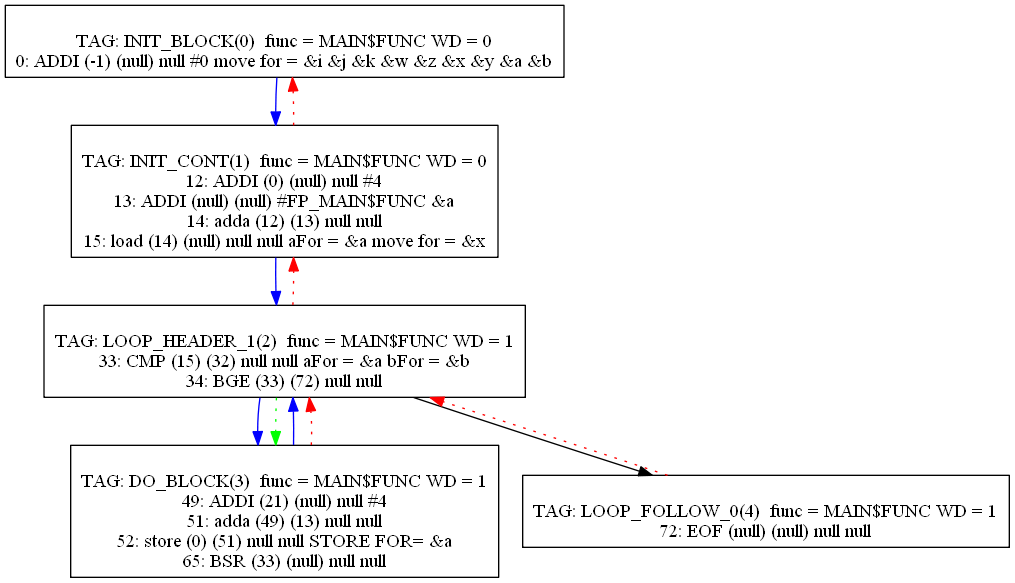 TAG: INIT_BLOCK(0)  func = MAIN$FUNC WD = 0
0: ADDI (-1) (null) null #0 move for = &i &j &k &w &z &x &y &a &b
TAG: INIT_CONT(1)  func = MAIN$FUNC WD = 0
12: ADDI (0) (null) null #4
13: ADDI (null) (null) #FP_MAIN$FUNC &a
14: adda (12) (13) null null
15: load (14) (null) null null aFor = &a move for = &x
TAG: LOOP_HEADER_1(2)  func = MAIN$FUNC WD = 1
33: CMP (15) (32) null null aFor = &a bFor = &b
34: BGE (33) (72) null null
TAG: DO_BLOCK(3)  func = MAIN$FUNC WD = 1
49: ADDI (21) (null) null #4
51: adda (49) (13) null null
52: store (0) (51) null null STORE FOR= &a
65: BSR (33) (null) null null
TAG: LOOP_FOLLOW_0(4)  func = MAIN$FUNC WD = 1
72: EOF (null) (null) null null